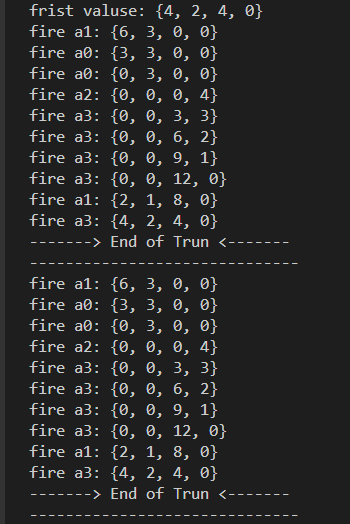 frist valuse: {4, 2, 4, 0}
fire a1: {6, 3, 0, 0}
fire a0: {3, 3, 0, 0}
fire a0: {0, 3, 0, 0}
fire a2: {0, 0, 0, 4}
fire a3: {0, 0, 3, 3}
fire a3: {0, 0, 6, 2}
fire a3: {0, 0, 9, 1}
fire a3: {0, 0, 12, 0}
fire a1: {2, 1, 8, 0}
fire a3: {4, 2, 4, 0}
-------> End of Trun <-------
------------------------------
fire a1: {6, 3, 0, 0}
fire a0: {3, 3, 0, 0}
fire a0: {0, 3, 0, 0}
fire a2: {0, 0, 0, 4}
fire a3: {0, 0, 3, 3}
fire a3: {0, 0, 6, 2}
fire a3: {0, 0, 9, 1}
fire a3: {0, 0, 12, 0}
fire a1: {2, 1, 8, 0}
fire a3: {4, 2, 4, 0}
-------> End of Trun <-------
------------------------------